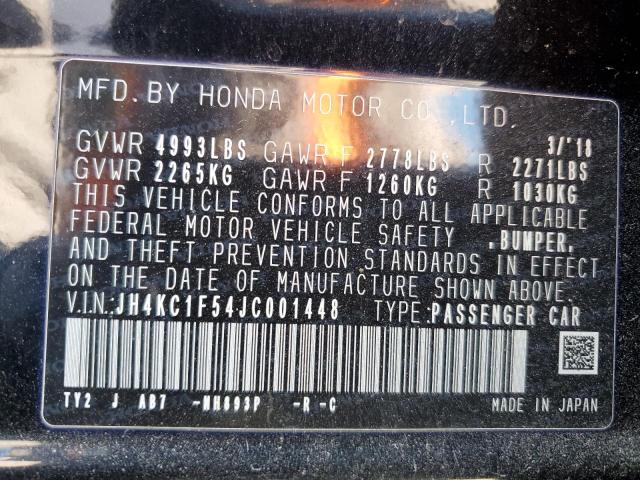 MFD. BY HONDA MOTOR CO.,LTD.
3/'18
GVWR 4993LBS GAWR F 2778LBS R 2271LBS
GVWR 2265KG GAWR F 1260KG R 1030KG
THIS VEHICLE CONFORMS TO ALL APPLICABLE
FEDERAL MOTOR VEHICLE SAFETY ,BUMPER,
AND THEFT PREVENTION STANDARDS IN EFFECT
ON THE DATE OF MANUFACTURE SHOWN ABOVE.
V.IN.:JH4KC1F54JC001448 TYPE:PASSENGER CAR
TY2 J AB7 -NH893P -R -C
MADE IN JAPAN